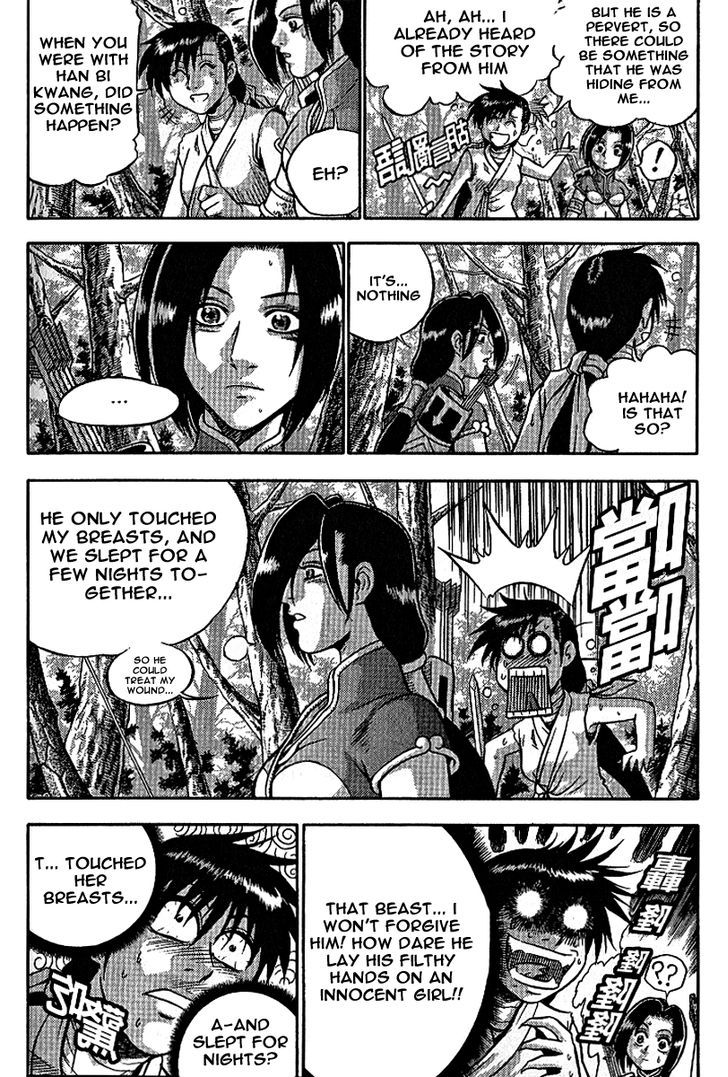 WHEN YOU
WERE WITH
HAN BI
KWANG, DID
SOMETHING
HAPPEN?
EH?
AH, AH... I
ALREADY HEARD
OF THE STORY
FROM HIM
BUT HE IS A
PERVERT, SO
THERE COULD
BE SOMETHING
THAT HE WAS
HIDING FROM
ME...
!
...
IT'S...
NOTHING
HAHAHA!
IS THAT
SO?
HE ONLY TOUCHED
MY BREASTS, AND
WE SLEPT FOR A
FEW NIGHTS TO-
GETHER...
SO HE
COULD
TREAT MY
WOUND...
T... TOUCHED
HER
BREASTS...
A-AND
SLEPT FOR
NIGHTS?
THAT BEAST... I
WON'T FORGIVE
HIM! HOW DARE HE
LAY HIS FILTHY
HANDS ON AN
INNOCENT GIRL!!
轟
??